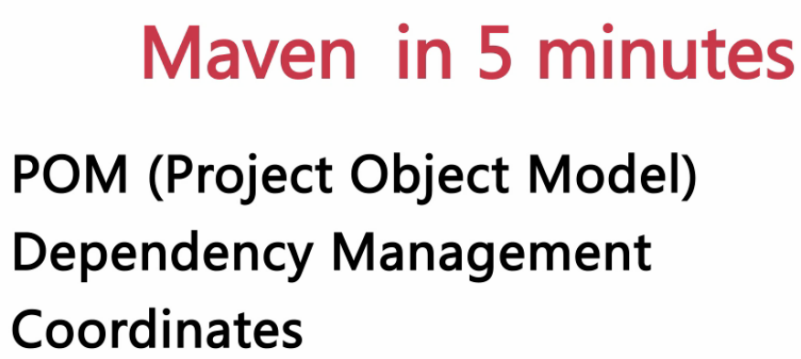 Maven in 5 minutes
POM (Project Object Model)
Dependency Management
Coordinates